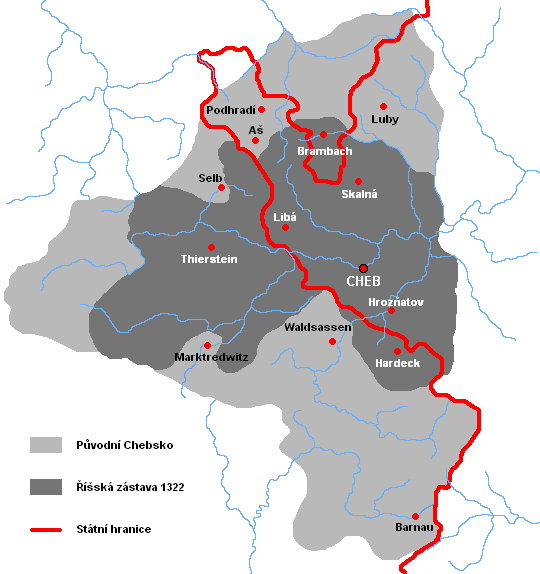 Podhradí
Luby
Aš
Brambach
Selb
Skalná
Libá
Thierstein
CHEB
Hrozňatov
Waldsassen
Marktredwitz
Hardeck
Původní Chebsko
Říšská zástava 1322
Státní hranice
Barnau